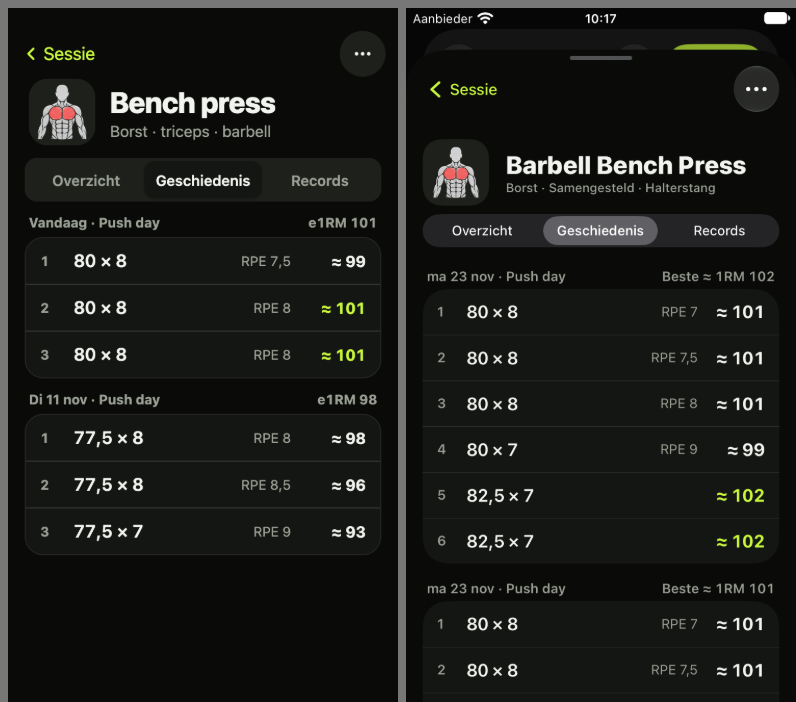 Sessie
Bench press
Borst · triceps · barbell
Overzicht Geschiedenis Records
Vandaag · Push day e1RM 101
1 80 × 8 RPE 7,5 ≈ 99
2 80 × 8 RPE 8 ≈ 101
3 80 × 8 RPE 8 ≈ 101
Di 11 nov · Push day e1RM 98
1 77,5 × 8 RPE 8 ≈ 98
2 77,5 × 8 RPE 8,5 ≈ 96
3 77,5 × 7 RPE 9 ≈ 93
Aanbieder 10:17
Sessie
Barbell Bench Press
Borst · Samengesteld · Halterstang
Overzicht Geschiedenis Records
ma 23 nov · Push day Beste ≈ 1RM 102
1 80 × 8 RPE 7 ≈ 101
2 80 × 8 RPE 7,5 ≈ 101
3 80 × 8 RPE 8 ≈ 101
4 80 × 7 RPE 9 ≈ 99
5 82,5 × 7 ≈ 102
6 82,5 × 7 ≈ 102
ma 23 nov · Push day Beste ≈ 1RM 101
1 80 × 8 RPE 7 ≈ 101
2 80 × 8 RPE 7,5 ≈ 101